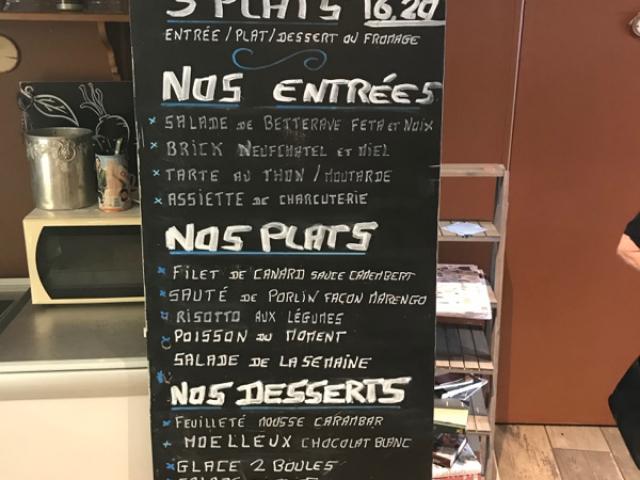 3 PLATS 16,20
ENTRÉE / PLAT / DESSERT OU FROMAGE
NOS ENTRÉES
SALADE DE BETTERAVE FETA ET NOIX
BRICK NEUFCHATEL ET MIEL
TARTE AU THON / MOUTARDE
ASSIETTE DE CHARCUTERIE
NOS PLATS
FILET DE CANARD SAUCE CAMEMBERT
SAUTÉ DE PORCIN FACON MARENGO
RISOTTO AUX LÉGUMES
POISSON DU MOMENT
SALADE DE LA SEMAINE
NOS DESSERTS
FEUILLETÉ MOUSSE CARAMBAR
MOELLEUX CHOCOLAT BLANC
GLACE 2 BOULES